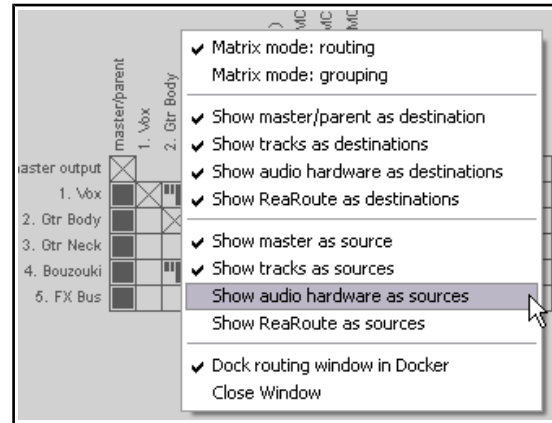 MC
MC
MC
master/parent
1. Vox
2. Gtr Body
aster output
1. Vox
2. Gtr Body
3. Gtr Neck
4. Bouzouki
5. FX Bus
Matrix mode: routing
Matrix mode: grouping
Show master/parent as destination
Show tracks as destinations
Show audio hardware as destinations
Show ReaRoute as destinations
Show master as source
Show tracks as sources
Show audio hardware as sources
Show ReaRoute as sources
Dock routing window in Docker
Close Window